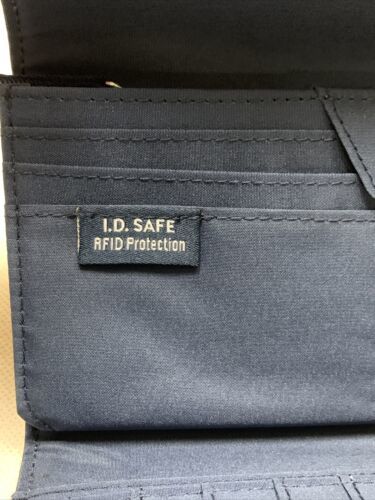 I.D. SAFE
RFID Protection